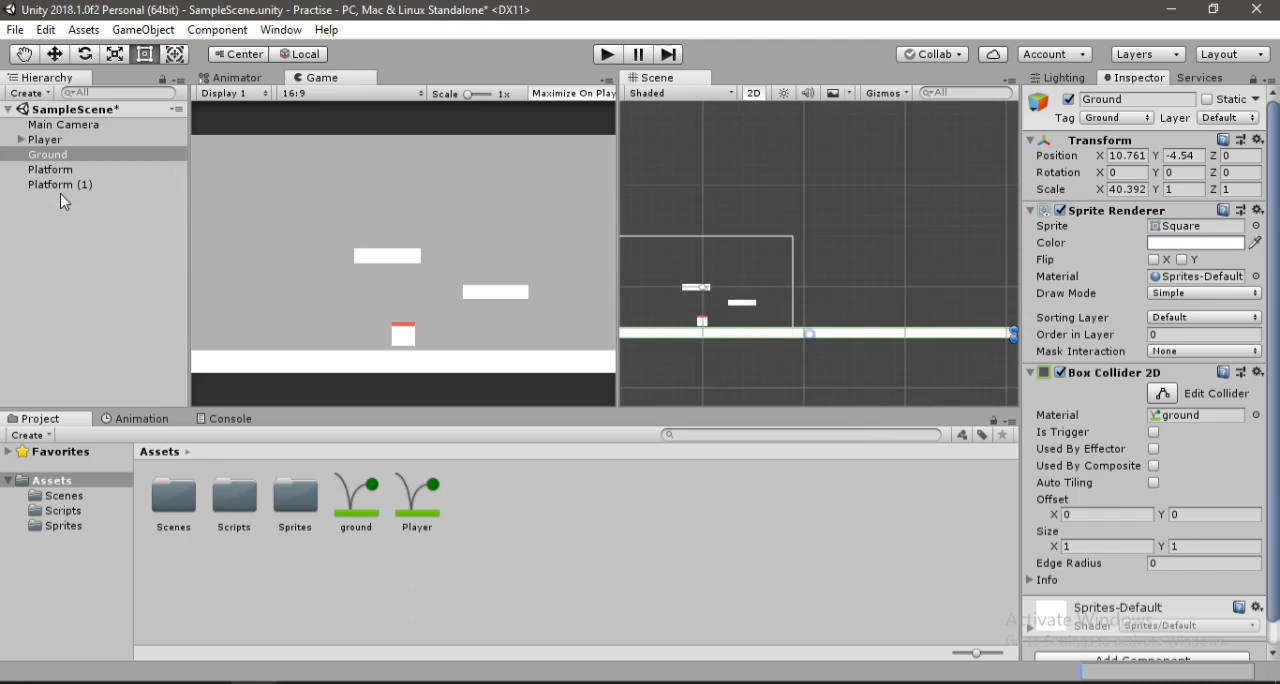 Unity 2018.1.0f2 Personal (64bit) - SampleScene.unity - Practise - PC, Mac & Linux Standalone* <DX11>
File Edit Assets GameObject Component Window Help
Center Local Collab Account Layers Layout
Hierarchy Animator Game Scene Lighting Inspector Services
Create All Display 1 16:9 Scale 1x Maximize On Play Shaded 2D Gizmos All
SampleScene*
Main Camera
Player
Ground
Platform
Platform (1)
Ground Static
Tag Ground Layer Default
Transform
Position X 10.761 Y -4.54 Z 0
Rotation X 0 Y 0 Z 0
Scale X 40.392 Y 1 Z 1
Sprite Renderer
Sprite Square
Color
Flip X Y
Material Sprites-Default
Draw Mode Simple
Sorting Layer Default
Order in Layer 0
Mask Interaction None
Box Collider 2D
Edit Collider
Material ground
Is Trigger
Used By Effector
Used By Composite
Auto Tiling
Offset
X 0 Y 0
Size
X 1 Y 1
Edge Radius 0
Info
Sprites-Default
Shader Sprites/Default
Add Component
Project Animation Console
Create
Favorites
Assets
Scenes
Scripts
Sprites
Assets
Scenes Scripts Sprites ground Player